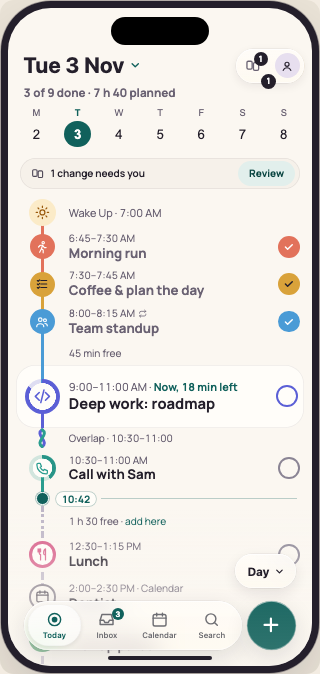 Tue 3 Nov
1
1
3 of 9 done · 7 h 40 planned
M T W T F S S
2 3 4 5 6 7 8
1 change needs you
Review
Wake Up · 7:00 AM
6:45–7:30 AM
Morning run
7:30–7:45 AM
Coffee & plan the day
8:00–8:15 AM
Team standup
45 min free
9:00–11:00 AM · Now, 18 min left
Deep work: roadmap
Overlap · 10:30–11:00
10:30–11:00 AM
Call with Sam
10:42
1 h 30 free · add here
12:30–1:15 PM
Lunch
Day
2:00–2:30 PM · Calendar
3
Today
Inbox
Calendar
Search